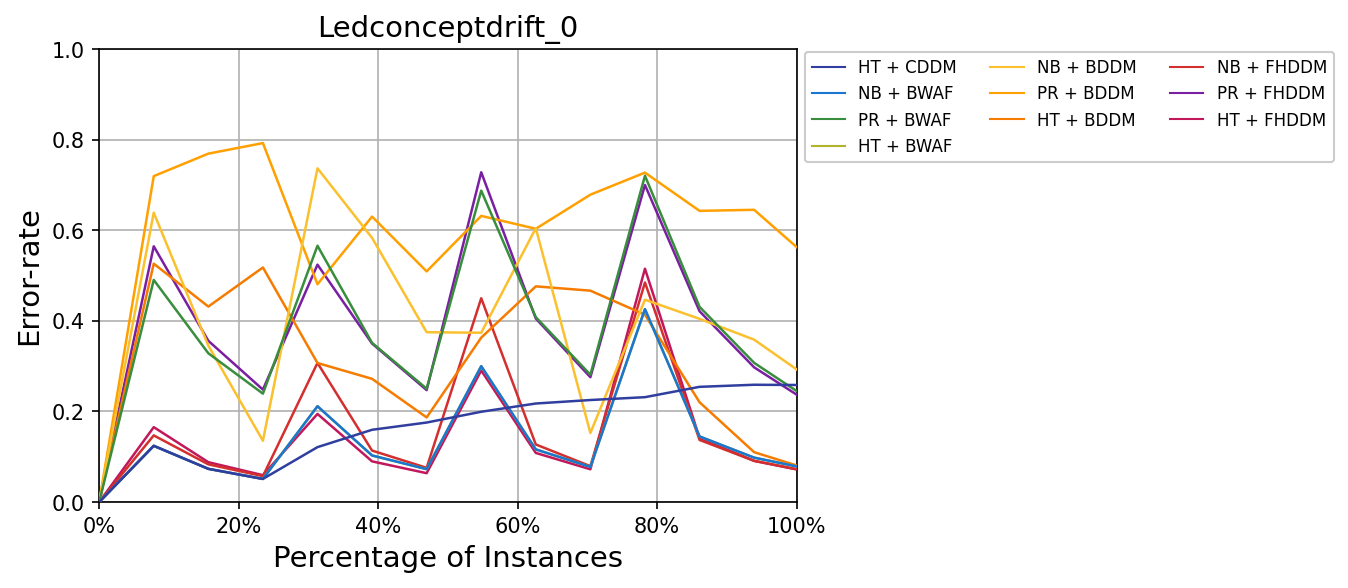 Ledconceptdrift_0
1.0
0.8
0.6
0.4
0.2
0.0
Error-rate
0% 20% 40% 60% 80% 100%
Percentage of Instances
HT + CDDM NB + BDDM NB + FHDDM
NB + BWAF PR + BDDM PR + FHDDM
PR + BWAF HT + BDDM HT + FHDDM
HT + BWAF